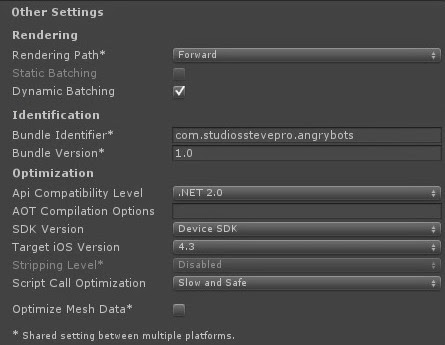 Other Settings
Rendering
Rendering Path* Forward
Static Batching
Dynamic Batching
Identification
Bundle Identifier* com.studiosstevepro.angrybots
Bundle Version* 1.0
Optimization
Api Compatibility Level .NET 2.0
AOT Compilation Options
SDK Version Device SDK
Target iOS Version 4.3
Stripping Level* Disabled
Script Call Optimization Slow and Safe
Optimize Mesh Data*
* Shared setting between multiple platforms.